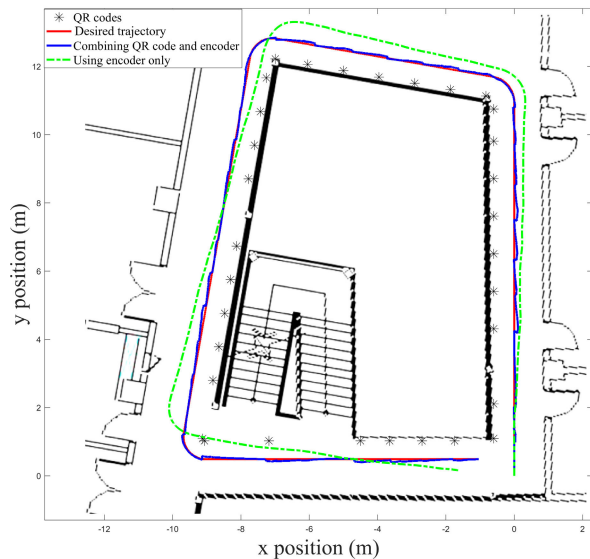 QR codes
Desired trajectory
Combining QR code and encoder
Using encoder only
12
10
8
6
4
2
0
y position (m)
-12 -10 -8 -6 -4 -2 0 2
x position (m)